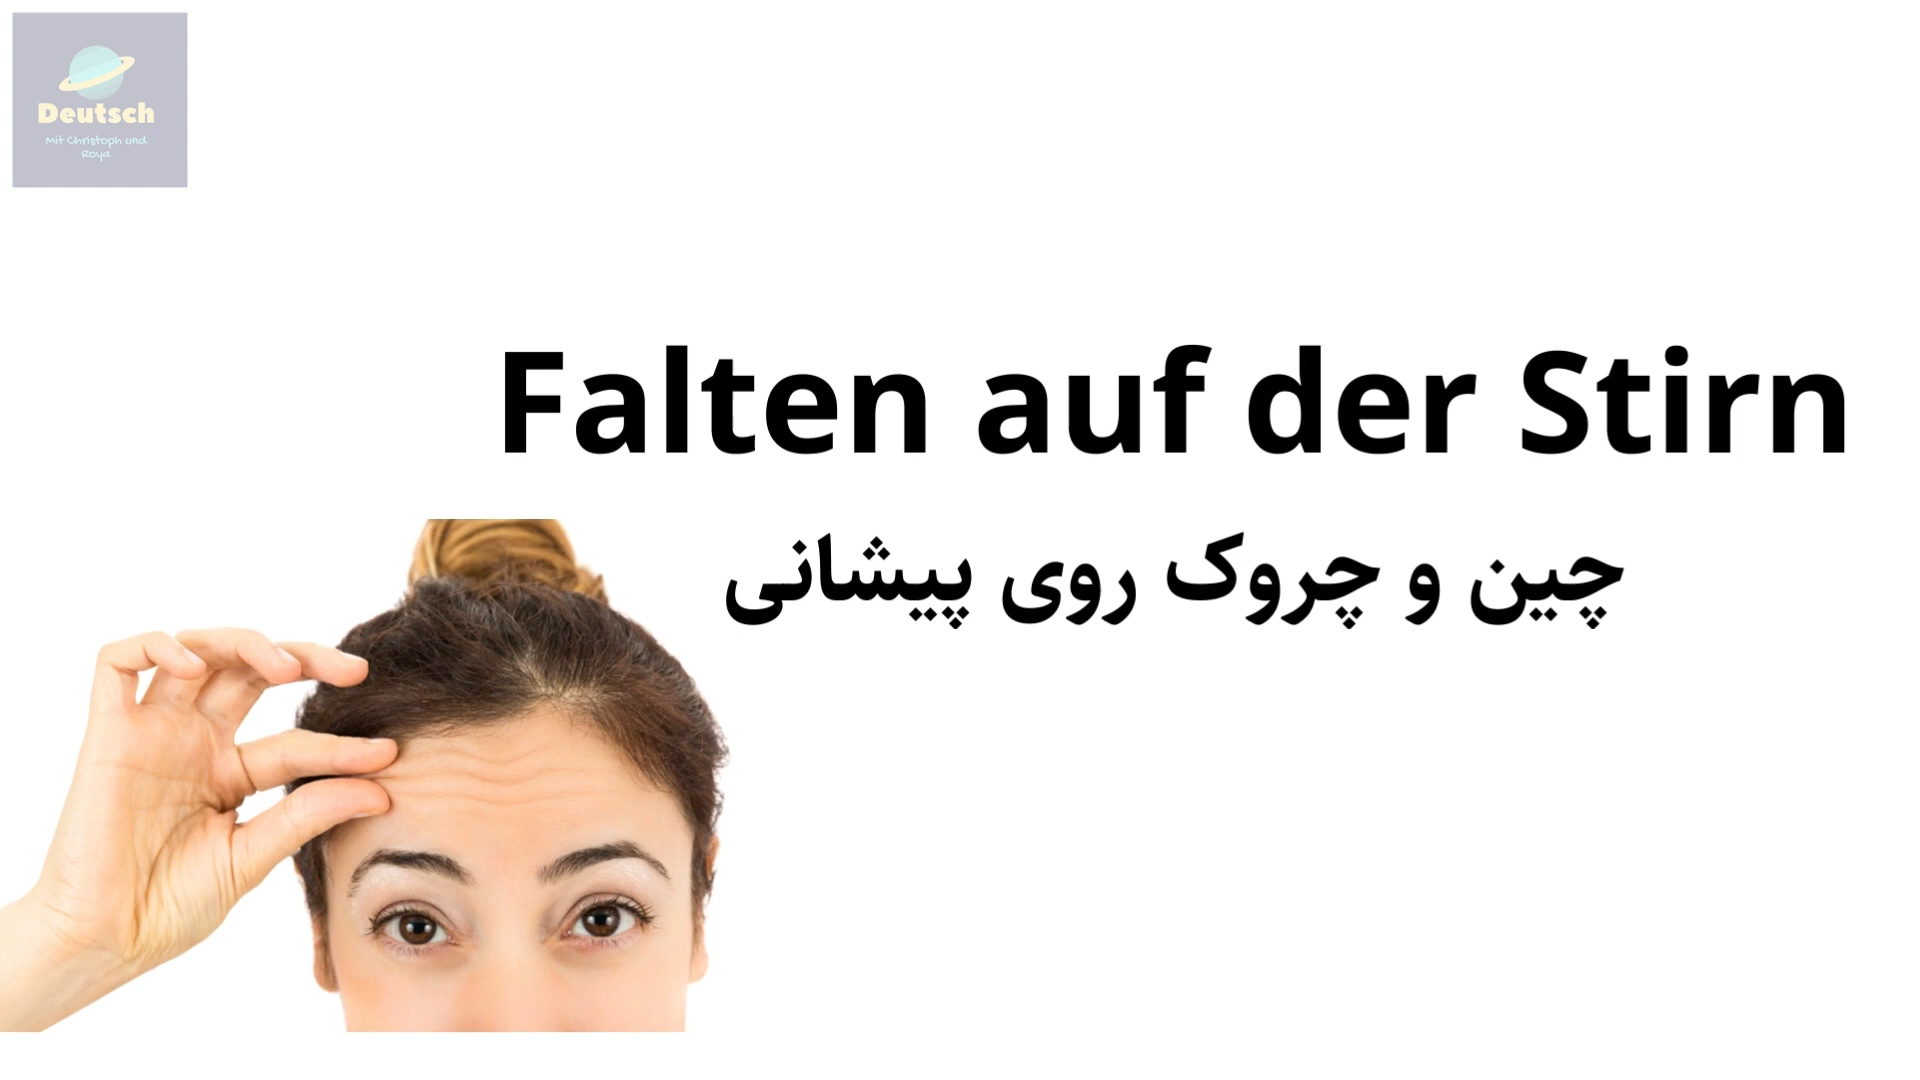 Deutsch
Mit Christoph und
Roya
Falten auf der Stirn
چین و چروک روی پیشانی